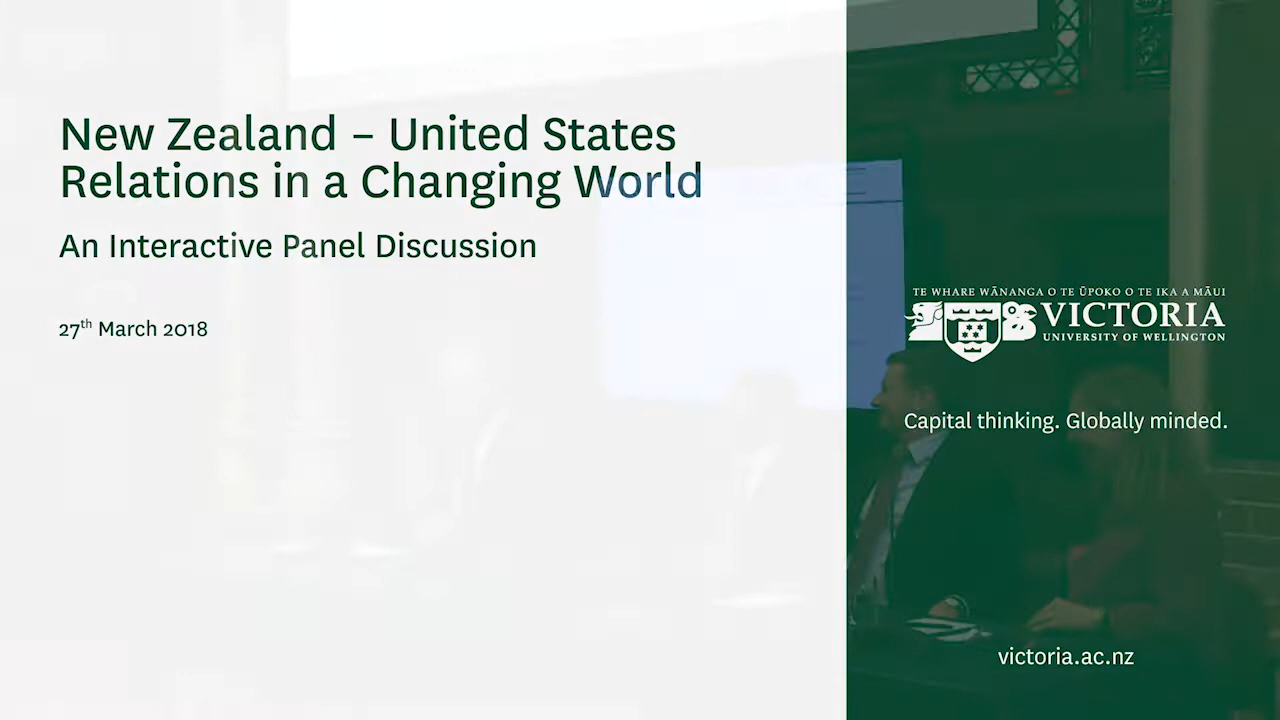 New Zealand – United States
Relations in a Changing World
An Interactive Panel Discussion
27th March 2018
TE WHARE WĀNANGA O TE ŪPOKO O TE IKA A MĀUI
VICTORIA
UNIVERSITY OF WELLINGTON
Capital thinking. Globally minded.
victoria.ac.nz